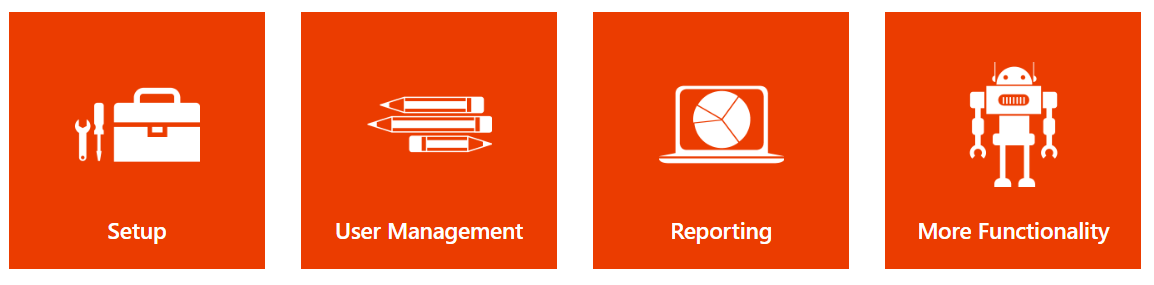 Setup
User Management
Reporting
More Functionality